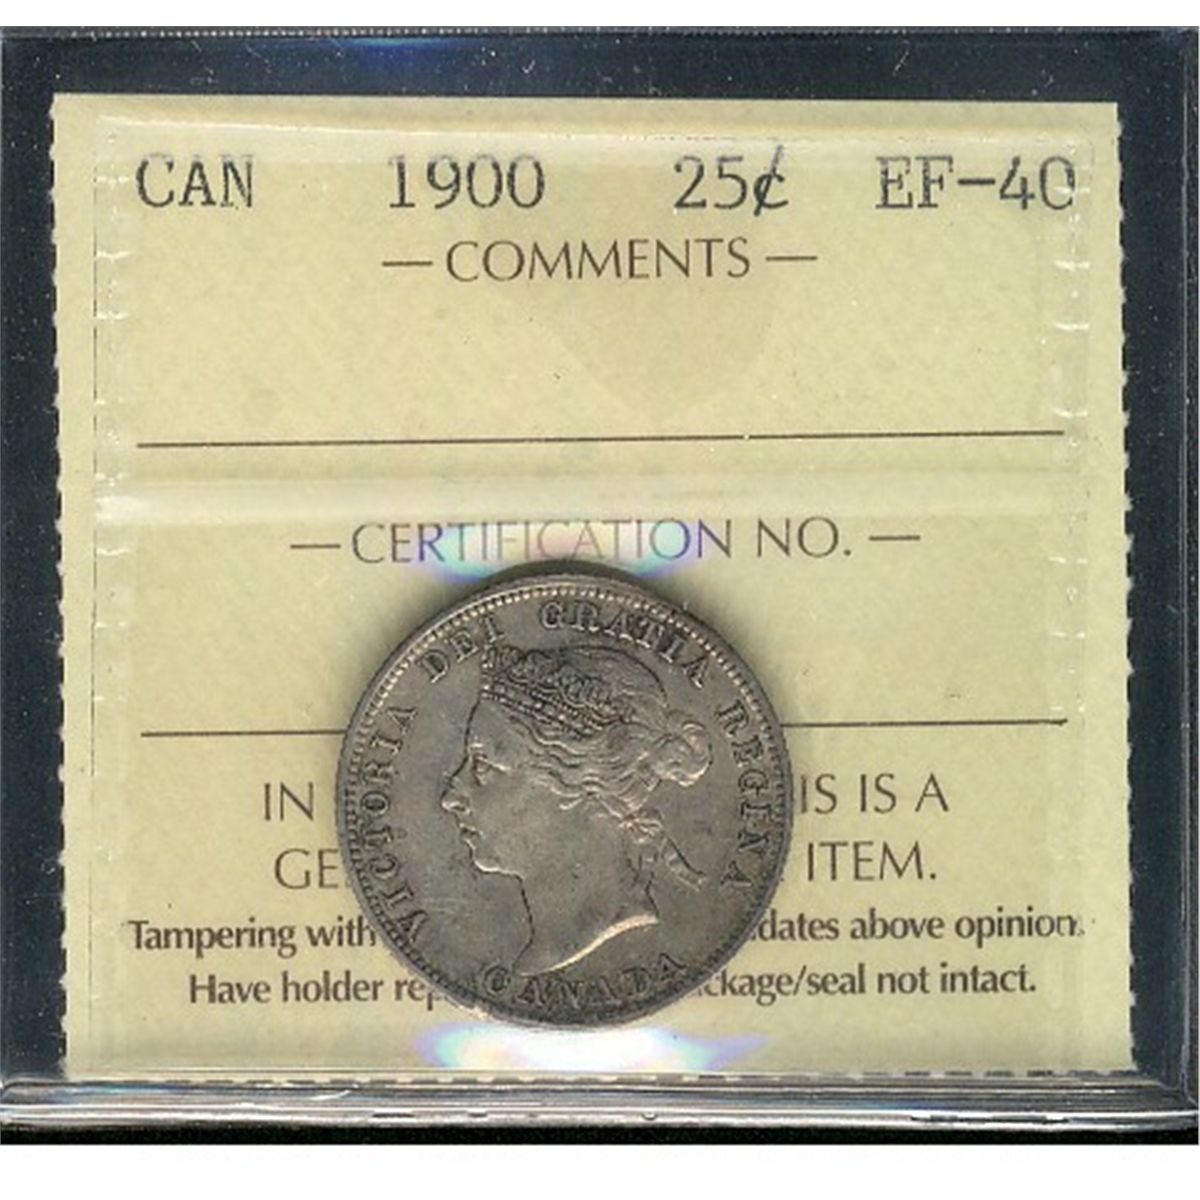 CAN 1900 25¢ EF-40
— COMMENTS —
— CERTIFICATION NO. —
IN IS IS A
GE ITEM.
Tampering with dates above opinion.
Have holder rep ckage/seal not intact.
VICTORIA DEI GRATIA REGINA
CANADA